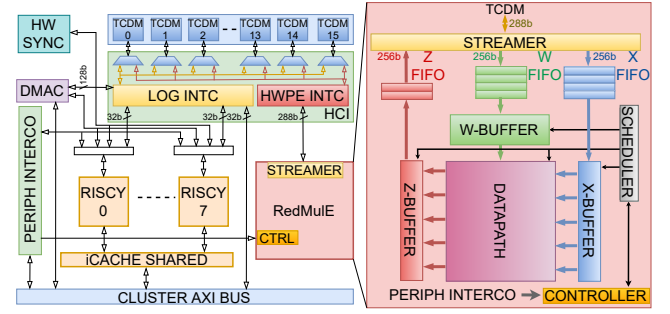 HW
SYNC
TCDM
0
TCDM
1
TCDM
2
TCDM
13
TCDM
14
TCDM
15
128b
DMAC
LOG INTC
HWPE INTC
HCI
32b
32b
32b
288b
PERIPH INTERCO
RISCY
0
RISCY
7
STREAMER
RedMulE
CTRL
iCACHE SHARED
CLUSTER AXI BUS
TCDM
288b
STREAMER
256b
Z
FIFO
256b
W
FIFO
256b
X
FIFO
W-BUFFER
SCHEDULER
Z-BUFFER
DATAPATH
X-BUFFER
PERIPH INTERCO
CONTROLLER